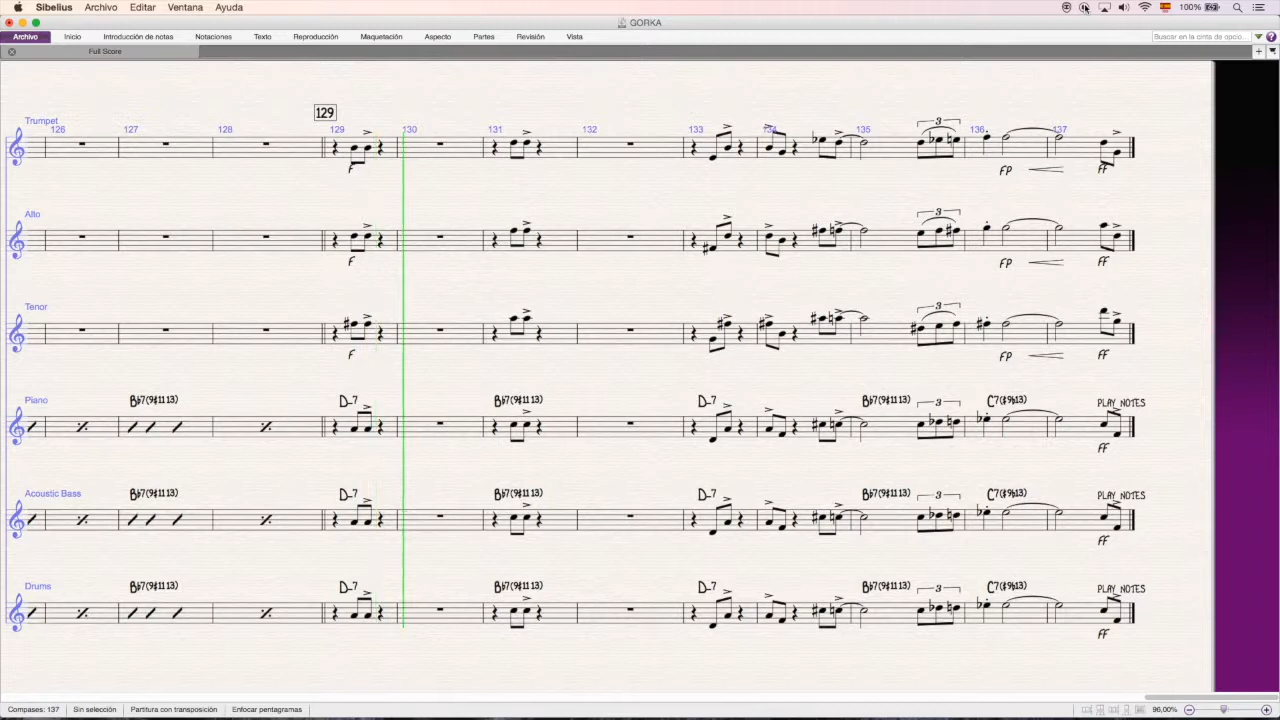 Sibelius Archivo Editar Ventana Ayuda 100%
GORKA
Archivo Inicio Introducción de notas Notaciones Texto Reproducción Maquetación Aspecto Partes Revisión Vista Buscar en la cinta de opcio...
Full Score
129
Trumpet 126 127 128 129 130 131 132 133 134 135 136 137
3
F FP FF
Alto
3
F FP FF
Tenor
3
F FP FF
Piano B♭7(9♯11 13) D-7 B♭7(9♯11 13) D-7 B♭7(9♯11 13) C7(♯9♭13) PLAY NOTES
3
FF
Acoustic Bass B♭7(9♯11 13) D-7 B♭7(9♯11 13) D-7 B♭7(9♯11 13) C7(♯9♭13) PLAY NOTES
3
FF
Drums B♭7(9♯11 13) D-7 B♭7(9♯11 13) D-7 B♭7(9♯11 13) C7(♯9♭13) PLAY NOTES
3
FF
Compases: 137 Sin selección Partitura con transposición Enfocar pentagramas 96,00%